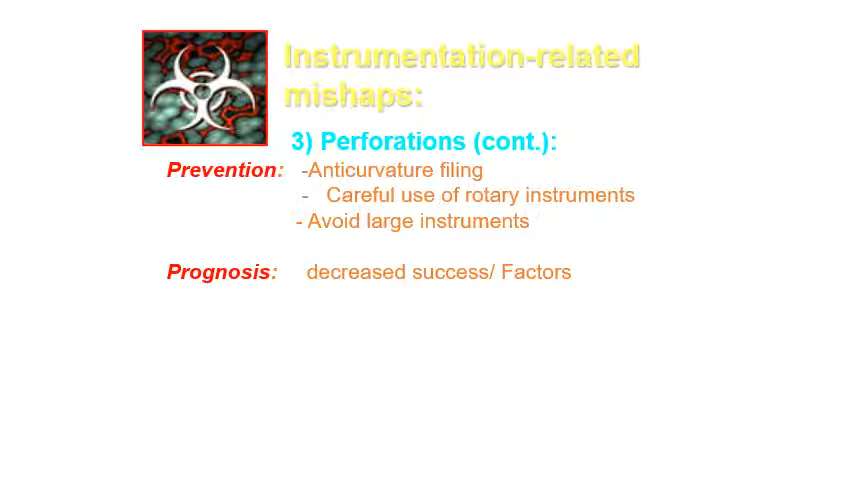 Instrumentation-related
mishaps:
3) Perforations (cont.):
Prevention: -Anticurvature filing
- Careful use of rotary instruments
- Avoid large instruments
Prognosis: decreased success/ Factors